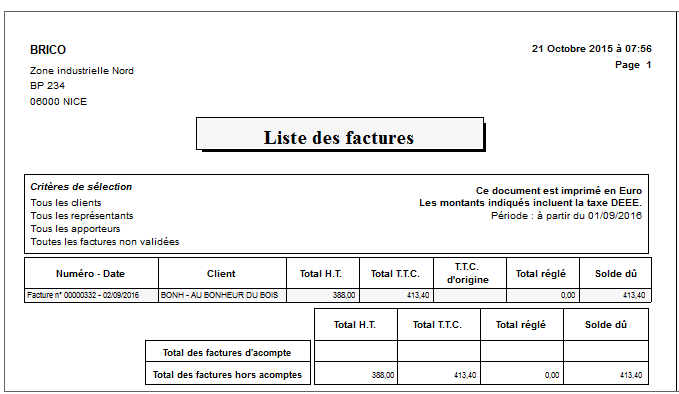 BRICO
21 Octobre 2015 à 07:56
Page 1
Zone industrielle Nord
BP 234
06000 NICE
Liste des factures
Critères de sélection
Tous les clients
Tous les représentants
Tous les apporteurs
Toutes les factures non validées
Ce document est imprimé en Euro
Les montants indiqués incluent la taxe DEEE.
Période : à partir du 01/09/2016
Numéro - Date Client Total H.T. Total T.T.C. T.T.C. d'origine Total réglé Solde dû
Facture n° 00000332 - 02/09/2016 BONH - AU BONHEUR DU BOIS 388,00 413,40 0,00 413,40
Total H.T. Total T.T.C. Total réglé Solde dû
Total des factures d'acompte
Total des factures hors acomptes 388,00 413,40 0,00 413,40